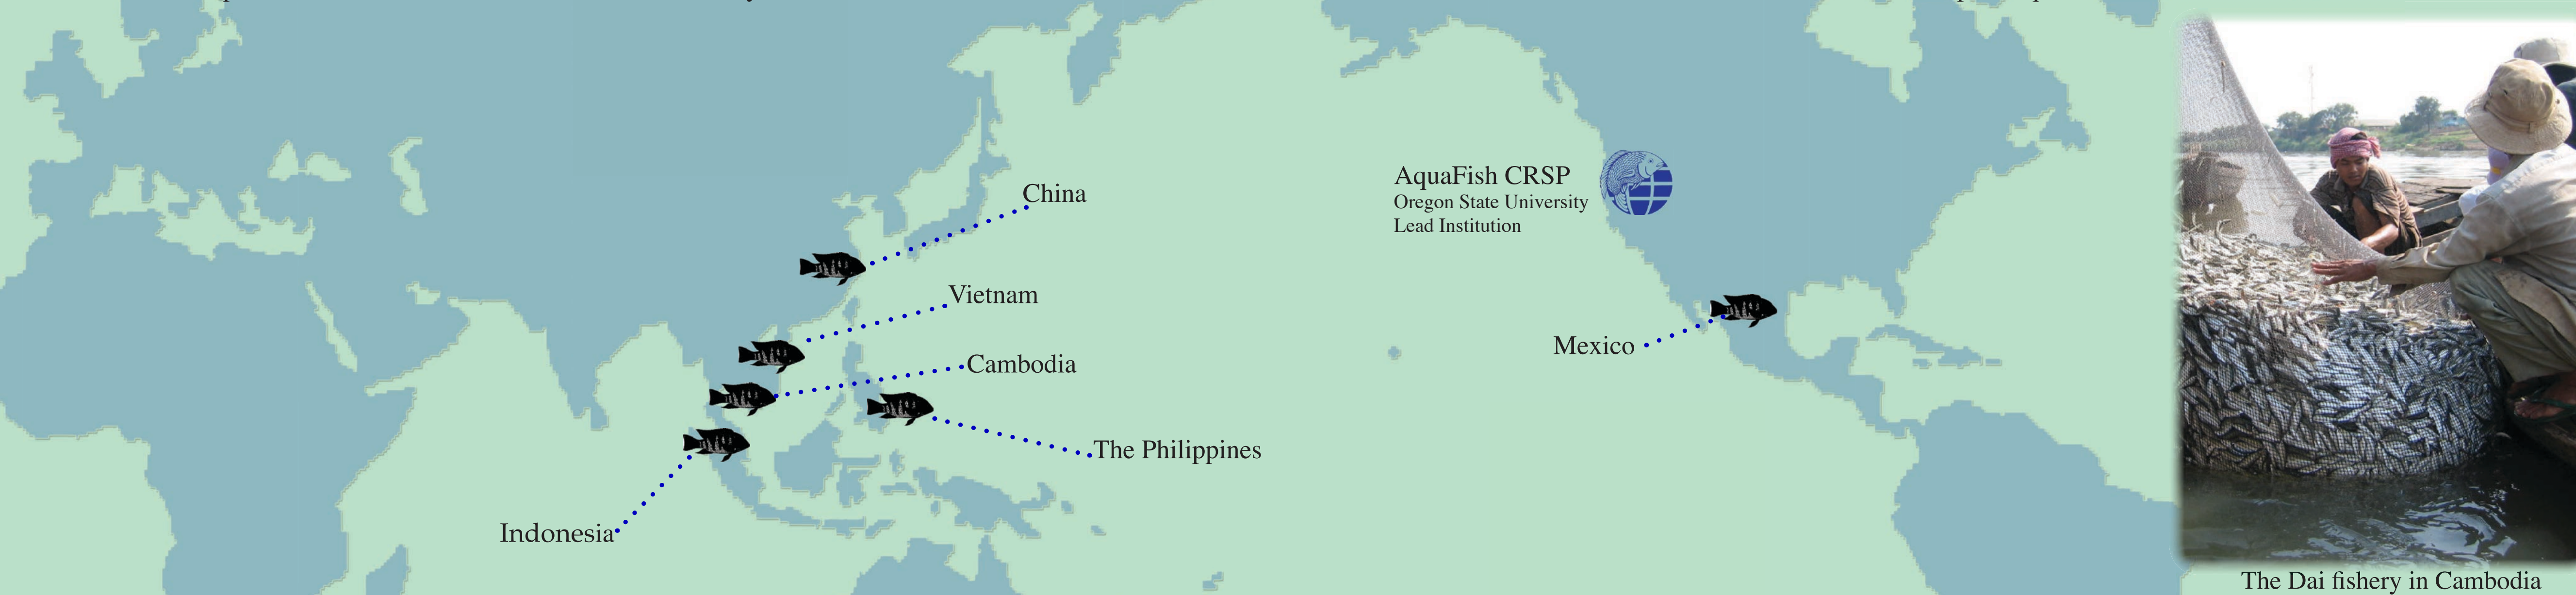 China
AquaFish CRSP
Oregon State University
Lead Institution
Vietnam
Mexico
Cambodia
The Philippines
Indonesia
The Dai fishery in Cambodia